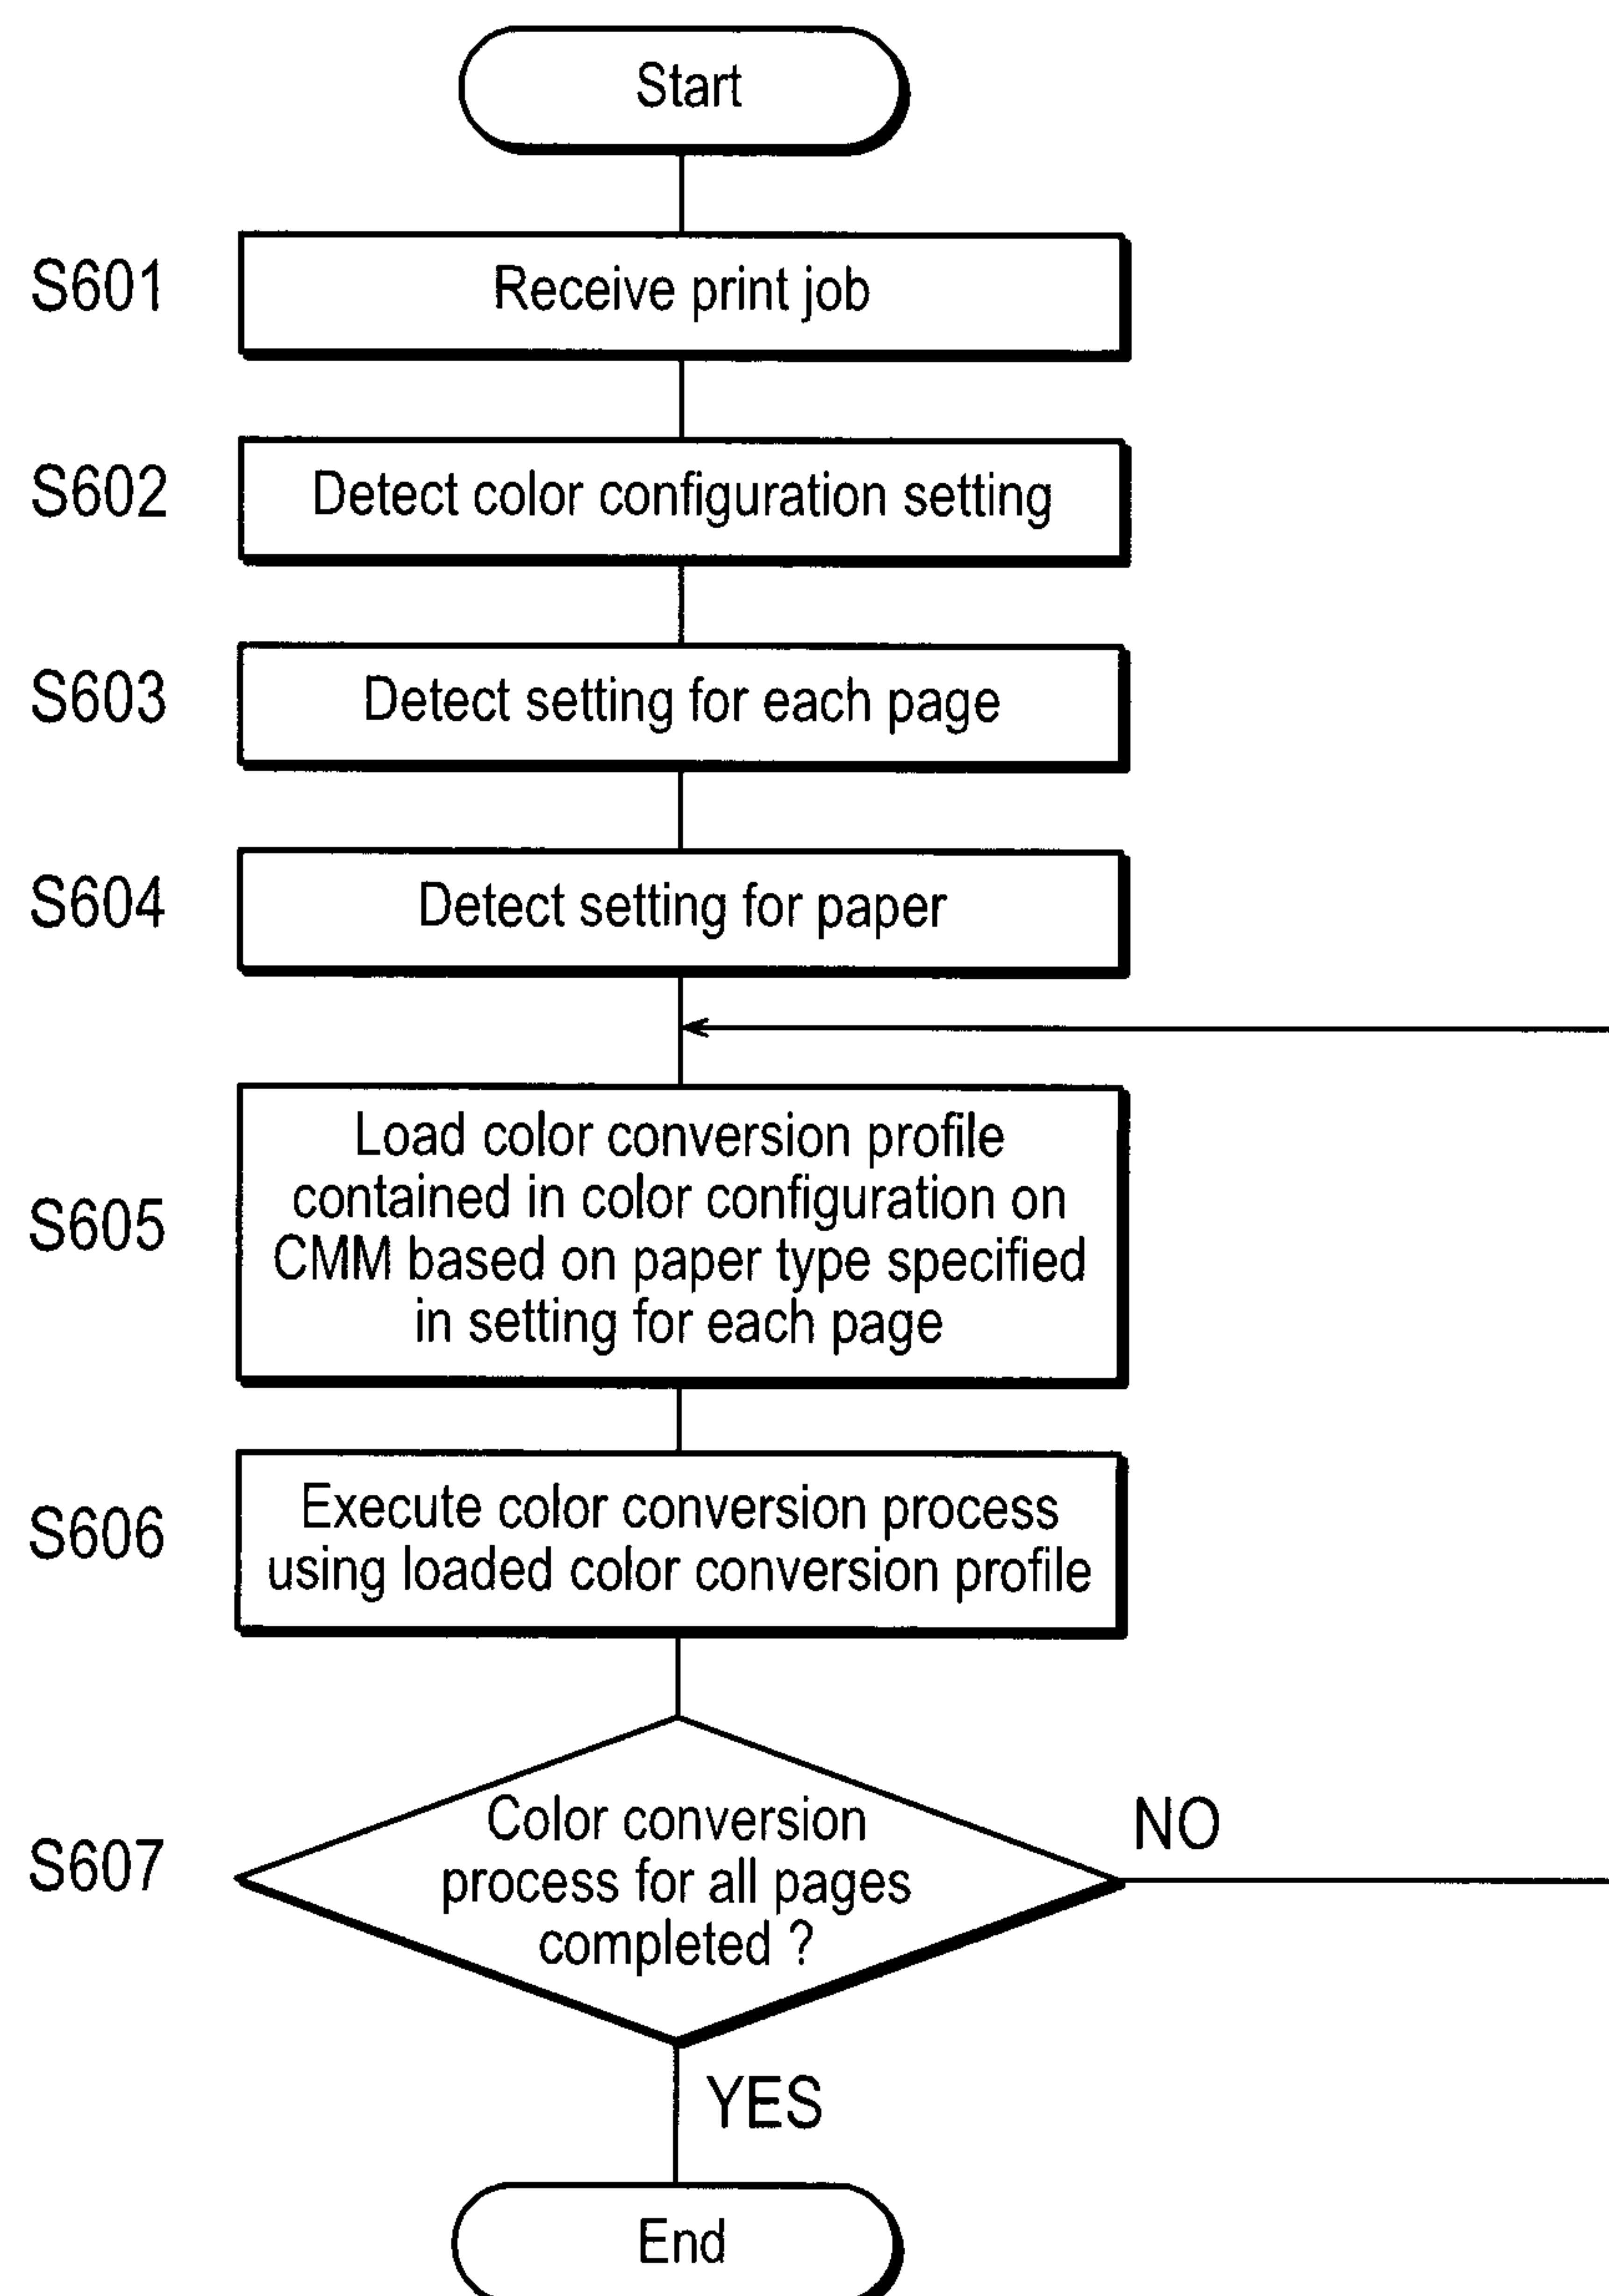 Start
S601
Receive print job
S602
Detect color configuration setting
S603
Detect setting for each page
S604
Detect setting for paper
S605
Load color conversion profile
contained in color configuration on
CMM based on paper type specified
in setting for each page
S606
Execute color conversion process
using loaded color conversion profile
S607
Color conversion
process for all pages
completed ?
NO
YES
End